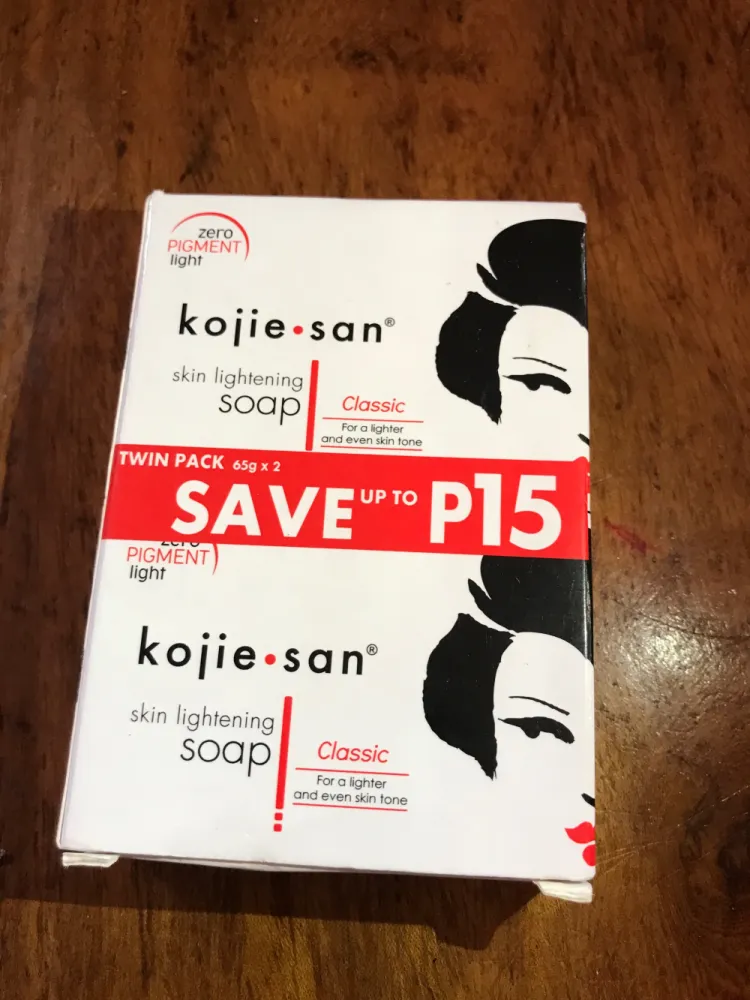 zero
PIGMENT
light
kojie•san®
skin lightening
soap
Classic
For a lighter
and even skin tone
TWIN PACK 65g x 2
SAVE UP TO P15
zero
PIGMENT
light
kojie•san®
skin lightening
soap
Classic
For a lighter
and even skin tone